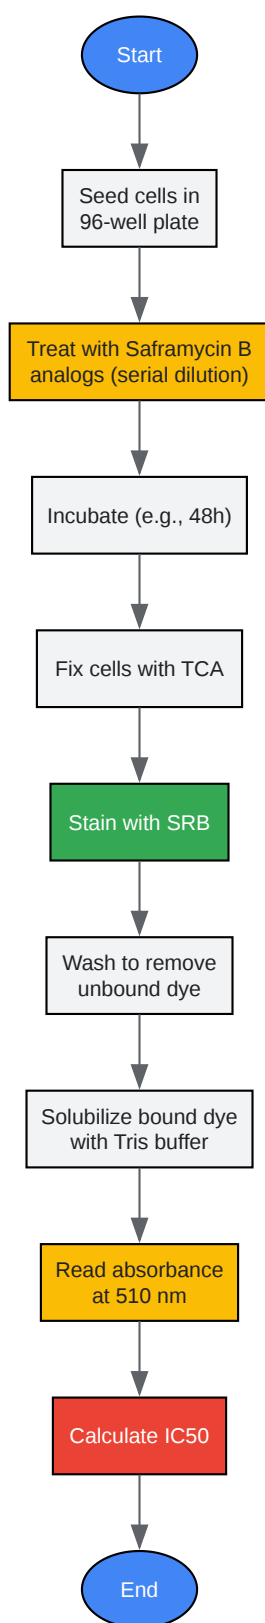 Start
Seed cells in
96-well plate
Treat with Saframycin B
analogs (serial dilution)
Incubate (e.g., 48h)
Fix cells with TCA
Stain with SRB
Wash to remove
unbound dye
Solubilize bound dye
with Tris buffer
Read absorbance
at 510 nm
Calculate IC50
End